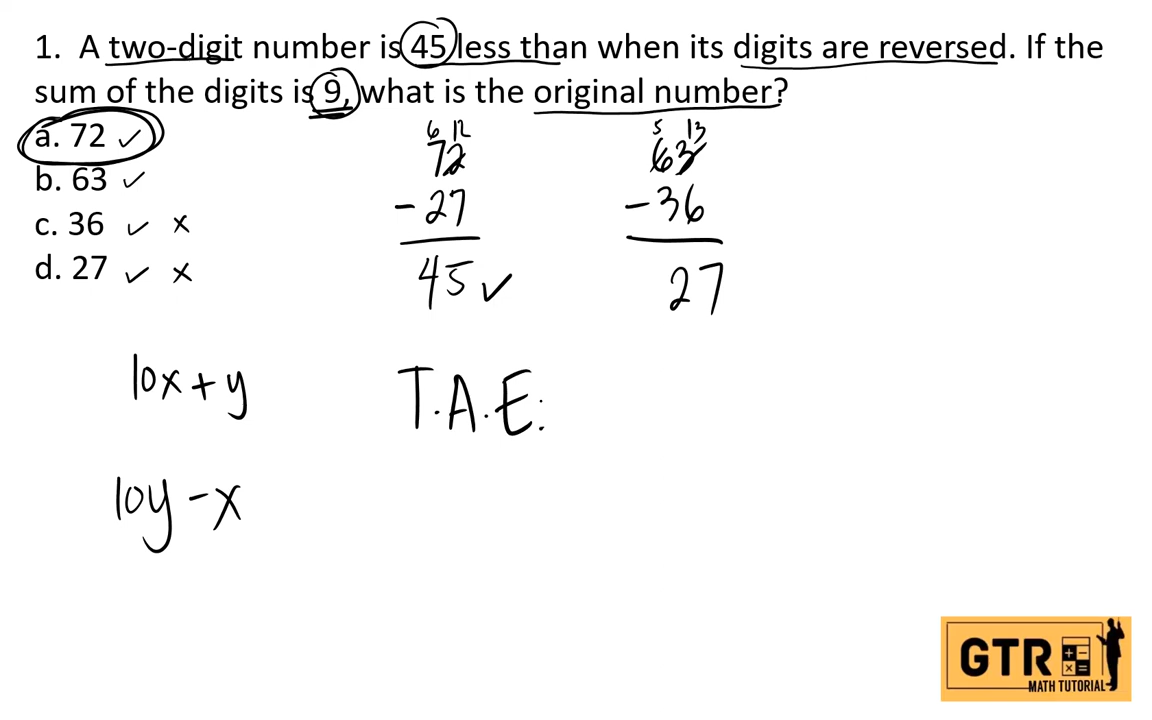 1. A two-digit number is 45 less than when its digits are reversed. If the
sum of the digits is 9, what is the original number?
a. 72 ✓
b. 63 ✓
c. 36 ✓ x
d. 27 ✓ x
6 12
72
- 27
45 ✓
5 13
63
- 36
27
10x + y
T.A.E.:
10y - x
GTR
MATH TUTORIAL